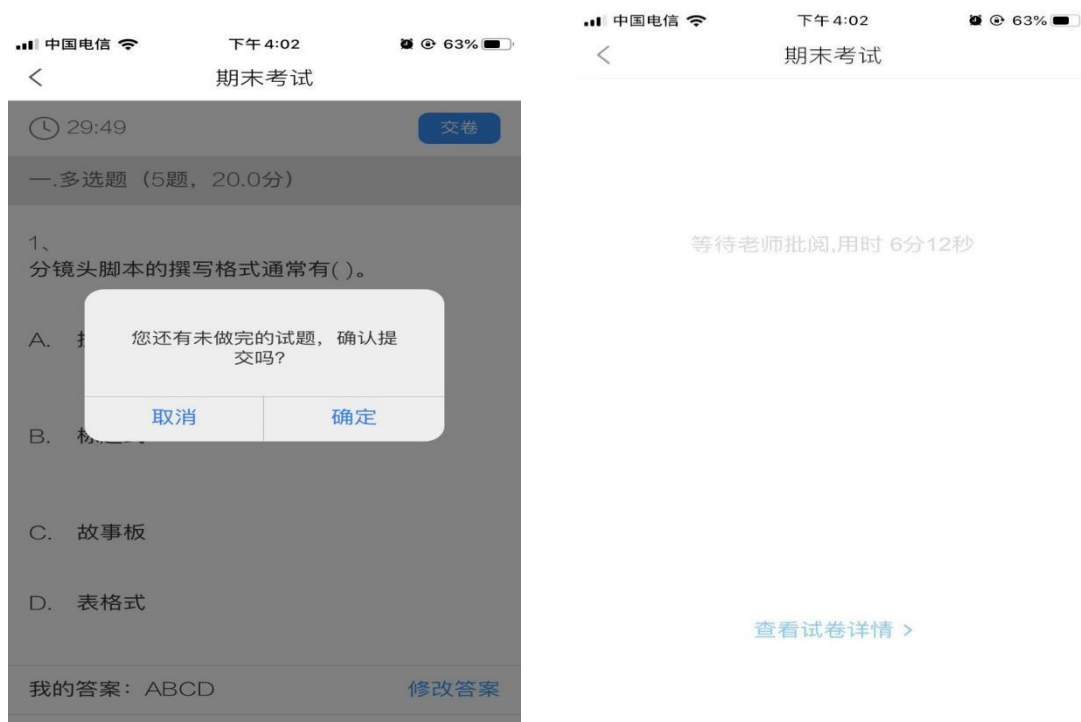 中国电信
下午4:02
63%
期末考试
29:49
交卷
一.多选题（5题，20.0分）
1、
分镜头脚本的撰写格式通常有( )。
A.
您还有未做完的试题，确认提
交吗?
取消
确定
B.
C. 故事板
D. 表格式
我的答案：ABCD
修改答案
中国电信
下午4:02
63%
期末考试
等待老师批阅,用时 6分12秒
查看试卷详情 >